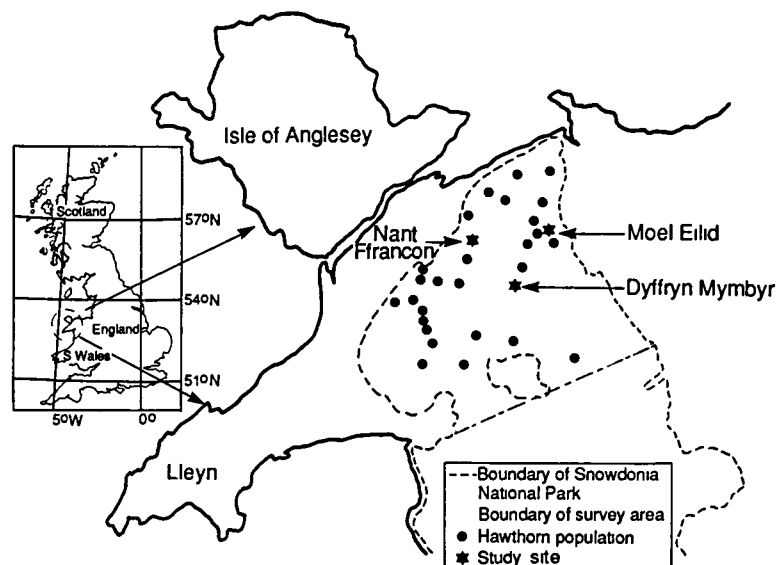 Isle of Anglesey
Scotland
57°N
Nant
Ffrancon
Moel Eilid
Dyffryn Mymbyr
54°N
England
S Wales
51°N
5°W
0°
Lleyn
Boundary of Snowdonia
National Park
Boundary of survey area
Hawthorn population
Study site